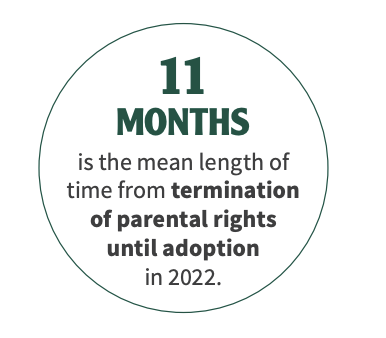 11
MONTHS
is the mean length of
time from termination
of parental rights
until adoption
in 2022.